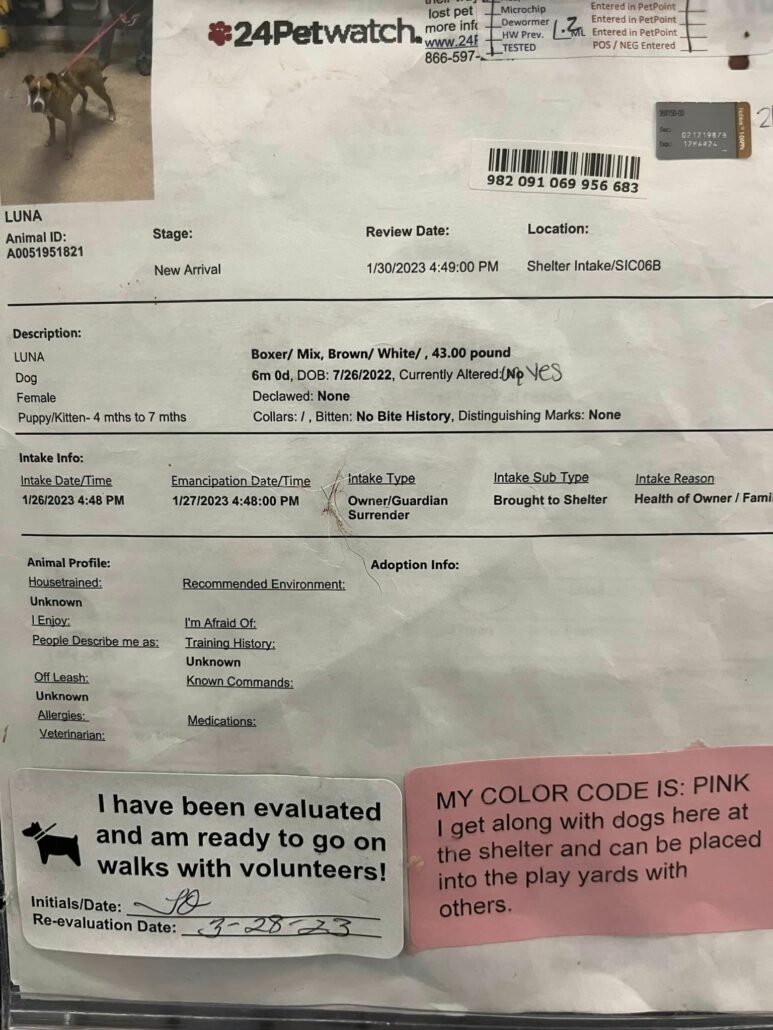 lost pet
more info
www.24P
866-597-
24Petwatch.
Microchip
Dewormer
HW Prev.
TESTED
1.2 ML
Entered in PetPoint
Entered in PetPoint
Entered in PetPoint
POS / NEG Entered
982 091 069 956 683
LUNA
Animal ID:
A0051951821
Stage:
New Arrival
Review Date:
1/30/2023 4:49:00 PM
Location:
Shelter Intake/SIC06B
Description:
LUNA
Dog
Female
Puppy/Kitten- 4 mths to 7 mths
Boxer/ Mix, Brown/ White/ , 43.00 pound
6m 0d, DOB: 7/26/2022, Currently Altered: No Yes
Declawed: None
Collars: / , Bitten: No Bite History, Distinguishing Marks: None
Intake Info:
Intake Date/Time
1/26/2023 4:48 PM
Emancipation Date/Time
1/27/2023 4:48:00 PM
Intake Type
Owner/Guardian
Surrender
Intake Sub Type
Brought to Shelter
Intake Reason
Health of Owner / Fami
Animal Profile:
Housetrained:
Unknown
I Enjoy:
People Describe me as:
Off Leash:
Unknown
Allergies:
Veterinarian:
Recommended Environment:
I'm Afraid Of:
Training History:
Unknown
Known Commands:
Medications:
Adoption Info:
I have been evaluated
and am ready to go on
walks with volunteers!
Initials/Date: JO
Re-evaluation Date: 3-28-23
MY COLOR CODE IS: PINK
I get along with dogs here at
the shelter and can be placed
into the play yards with
others.